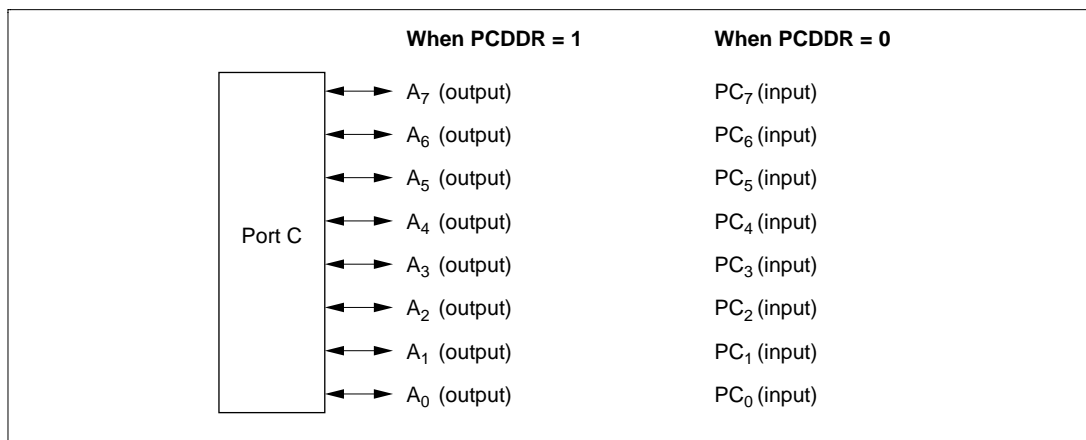 When PCDDR = 1 When PCDDR = 0
A7 (output) PC7 (input)
A6 (output) PC6 (input)
A5 (output) PC5 (input)
A4 (output) PC4 (input)
Port C
A3 (output) PC3 (input)
A2 (output) PC2 (input)
A1 (output) PC1 (input)
A0 (output) PC0 (input)